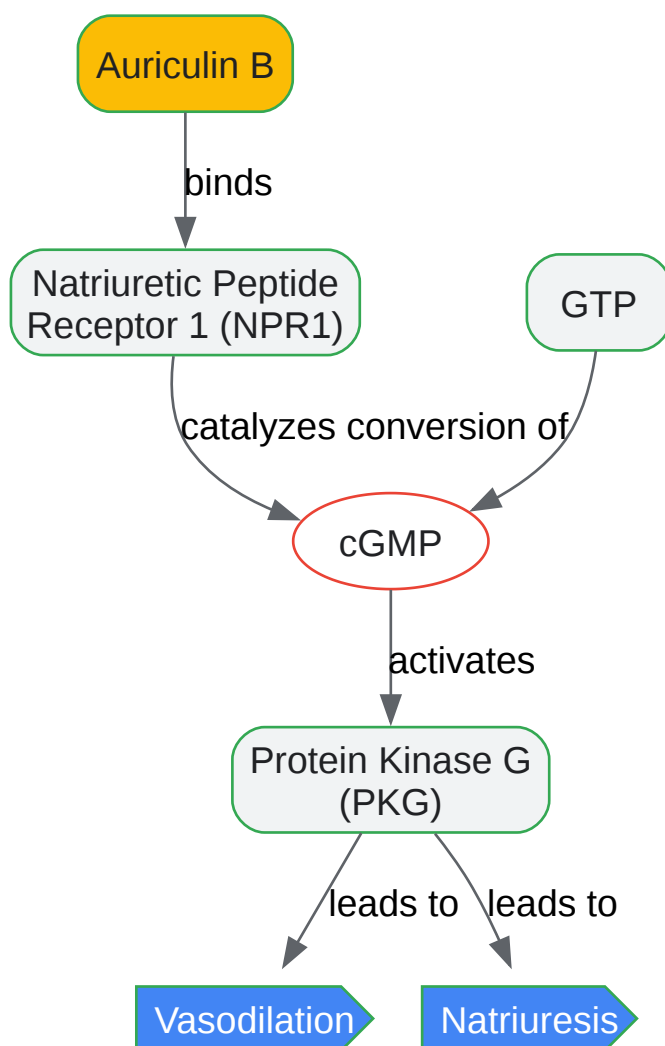 Auriculin B
binds
Natriuretic Peptide
Receptor 1 (NPR1)
GTP
catalyzes conversion of
cGMP
activates
Protein Kinase G
(PKG)
leads to
leads to
Vasodilation
Natriuresis